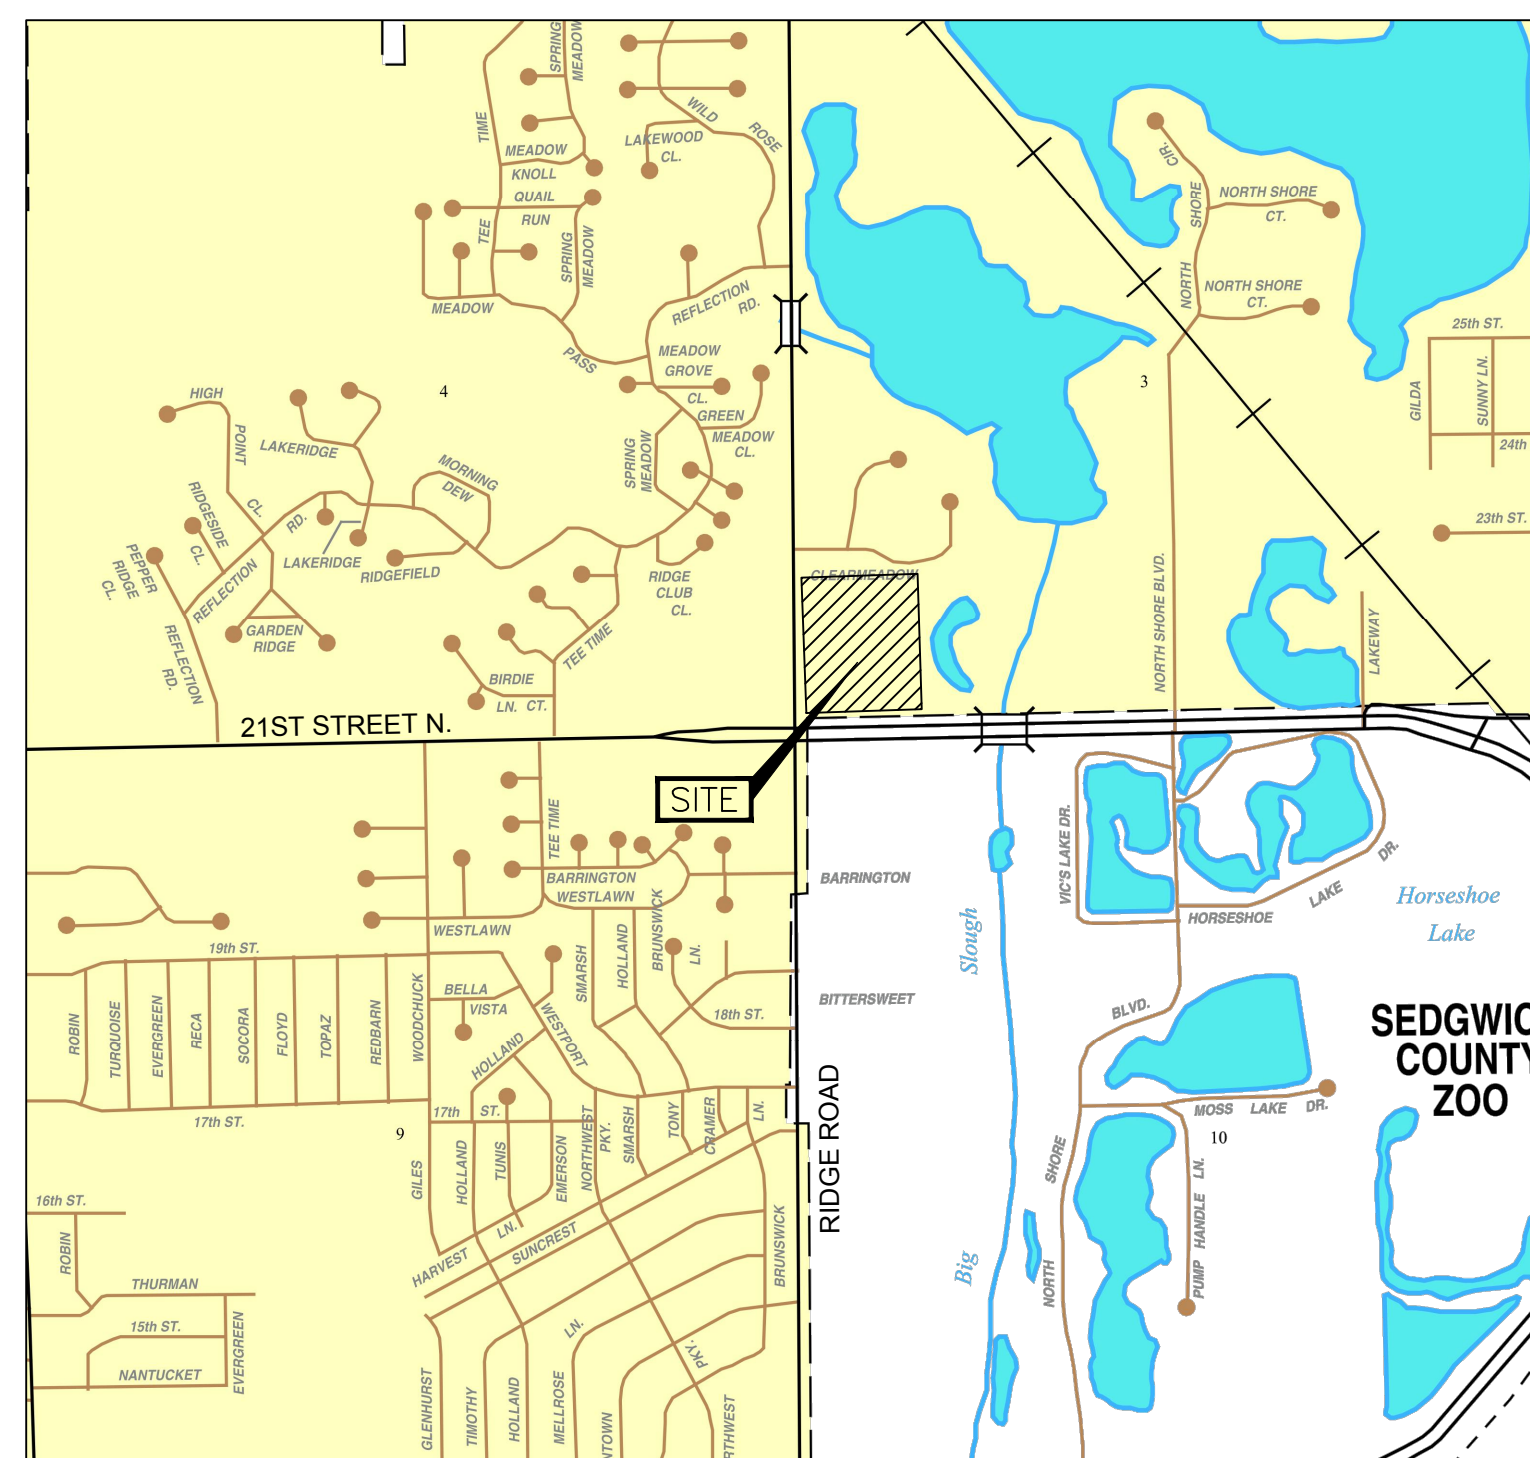 SPRING
MEADOW
WILD
ROSE
TIME
LAKEWOOD
CL.
MEADOW
KNOLL
QUAIL
RUN
TEE
SPRING
MEADOW
MEADOW
REFLECTION
RD.
PASS
MEADOW
GROVE
CL.
GREEN
MEADOW
CL.
SPRING
MEADOW
4
HIGH
POINT
CL.
LAKERIDGE
MORNING
DEW
RIDGESIDE
CL.
RD.
PEPPER
RIDGE
CL.
LAKERIDGE
RIDGEFIELD
REFLECTION
RIDGE
CLUB
CL.
GARDEN
RIDGE
REFLECTION
RD.
TEE TIME
BIRDIE
LN. CT.
CIR.
SHORE
NORTH SHORE
CT.
NORTH
NORTH SHORE
CT.
25th ST.
GILDA
SUNNY LN.
24th
23th ST.
3
CLEARMEADOW
NORTH SHORE BLVD.
LAKEWAY
21ST STREET N.
SITE
TEE TIME
BARRINGTON
WESTLAWN
BRUNSWICK
BARRINGTON
VIC'S LAKE DR.
DR.
LAKE
HORSESHOE
Horseshoe
Lake
WESTLAWN
19th ST.
SMARSH
HOLLAND
LN.
Slough
BELLA
VISTA
BITTERSWEET
BLVD.
ROBIN
TURQUOISE
EVERGREEN
RECA
SOCORA
FLOYD
TOPAZ
REDBARN
WOODCHUCK
WESTPORT
HOLLAND
18th ST.
SEDGWIC
COUNTY
ZOO
17th ST.
17th ST.
MOSS LAKE DR.
9
10
GILES
HOLLAND
TUNIS
EMERSON
NORTHWEST
PKY.
SMARSH
TONY
CRAMER
LN.
RIDGE ROAD
SHORE
LN.
HANDLE
PUMP
16th ST.
ROBIN
HARVEST
LN.
SUNCREST
BRUNSWICK
Big
NORTH
THURMAN
15th ST.
NANTUCKET
EVERGREEN
LN.
PKY.
GLENHURST
TIMOTHY
HOLLAND
MELLROSE
NTOWN
RTHWEST